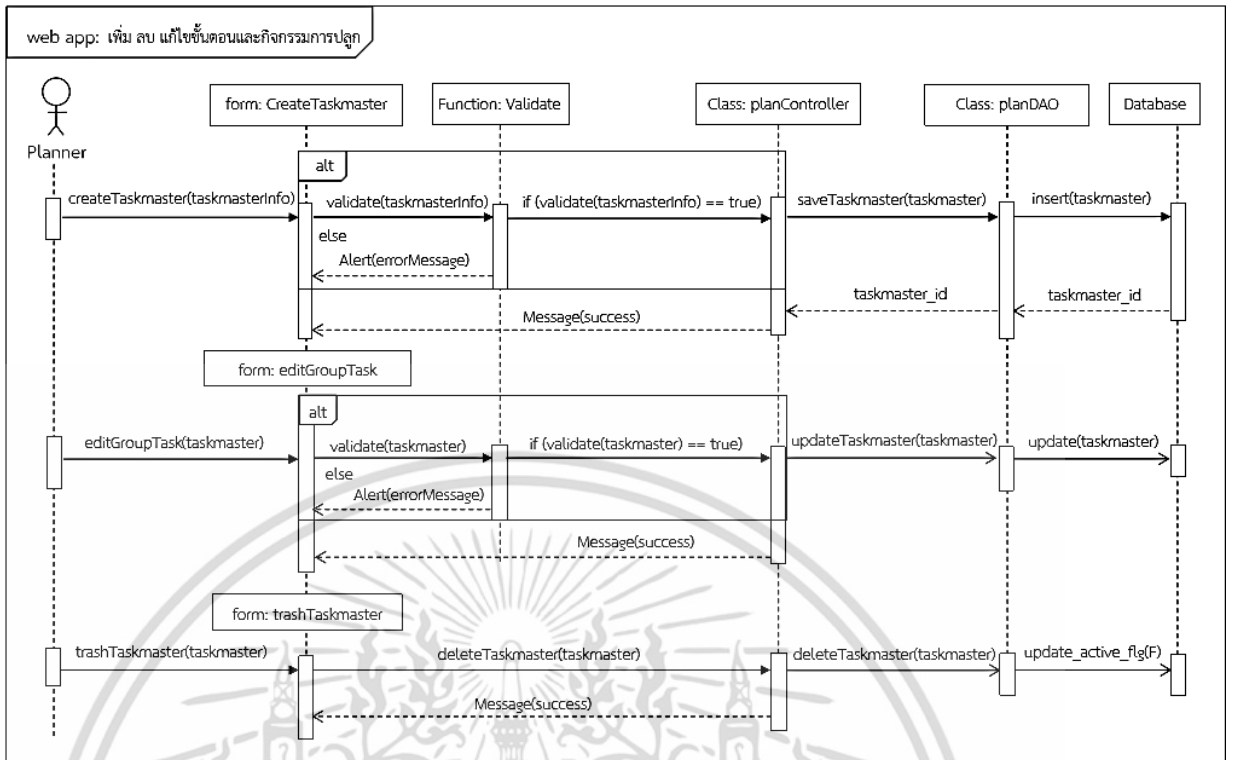 web app: เพิ่ม ลบ แก้ไขขั้นตอนและกิจกรรมการปลูก
form: CreateTaskmaster
Function: Validate
Class: planController
Class: planDAO
Database
Planner
alt
createTaskmaster(taskmasterInfo)
validate(taskmasterInfo)
if (validate(taskmasterInfo) == true)
saveTaskmaster(taskmaster)
insert(taskmaster)
else
Alert(errorMessage)
taskmaster_id
taskmaster_id
Message(success)
form: editGroupTask
alt
editGroupTask(taskmaster)
validate(taskmaster)
if (validate(taskmaster) == true)
updateTaskmaster(taskmaster)
update(taskmaster)
else
Alert(errorMessage)
Message(success)
form: trashTaskmaster
trashTaskmaster(taskmaster)
deleteTaskmaster(taskmaster)
deleteTaskmaster(taskmaster)
update_active_flg(F)
Message(success)